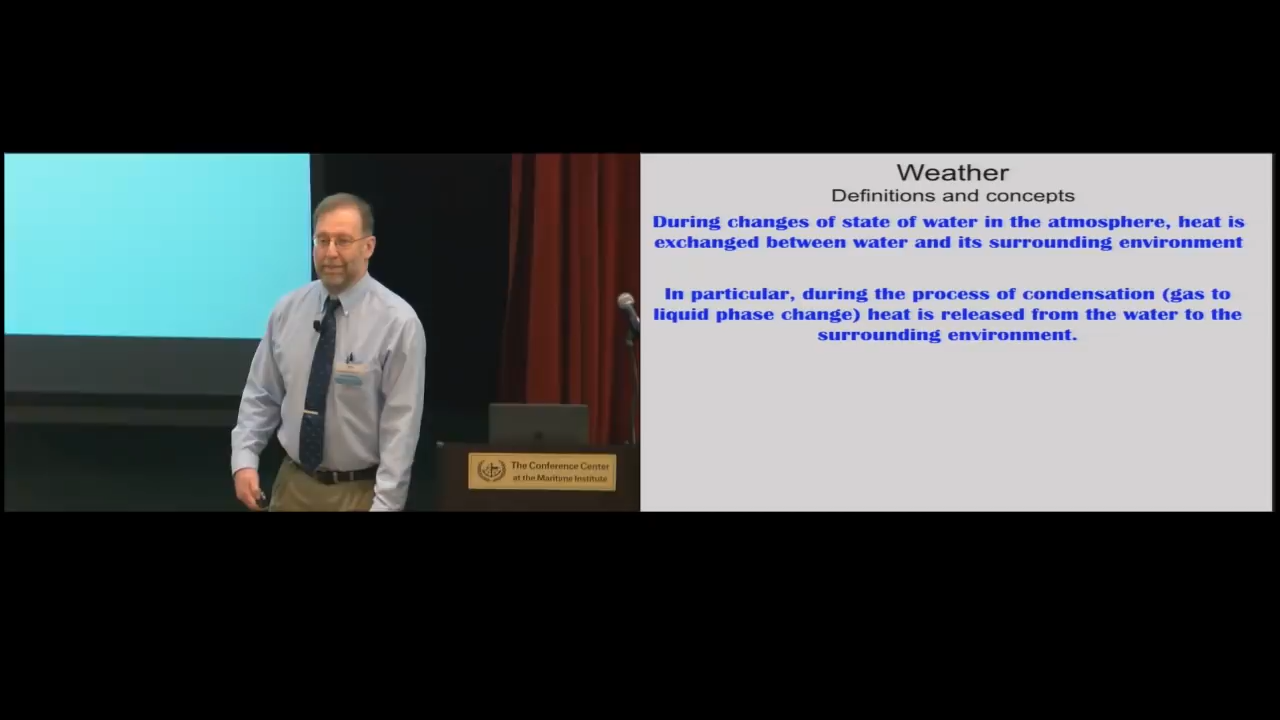 Weather
Definitions and concepts
During changes of state of water in the atmosphere, heat is
exchanged between water and its surrounding environment
In particular, during the process of condensation (gas to
liquid phase change) heat is released from the water to the
surrounding environment.
The Conference Center
at the Maritime Institute